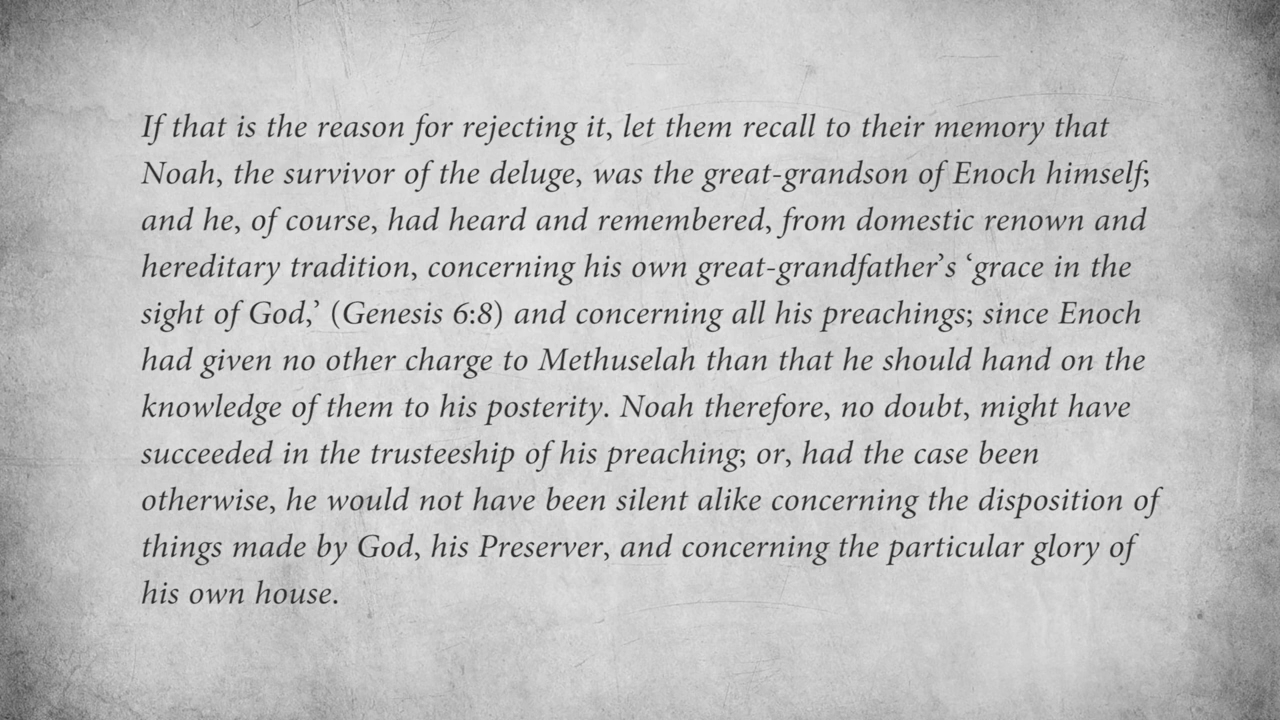 If that is the reason for rejecting it, let them recall to their memory that
Noah, the survivor of the deluge, was the great-grandson of Enoch himself;
and he, of course, had heard and remembered, from domestic renown and
hereditary tradition, concerning his own great-grandfather’s ‘grace in the
sight of God,’ (Genesis 6:8) and concerning all his preachings; since Enoch
had given no other charge to Methuselah than that he should hand on the
knowledge of them to his posterity. Noah therefore, no doubt, might have
succeeded in the trusteeship of his preaching; or, had the case been
otherwise, he would not have been silent alike concerning the disposition of
things made by God, his Preserver, and concerning the particular glory of
his own house.